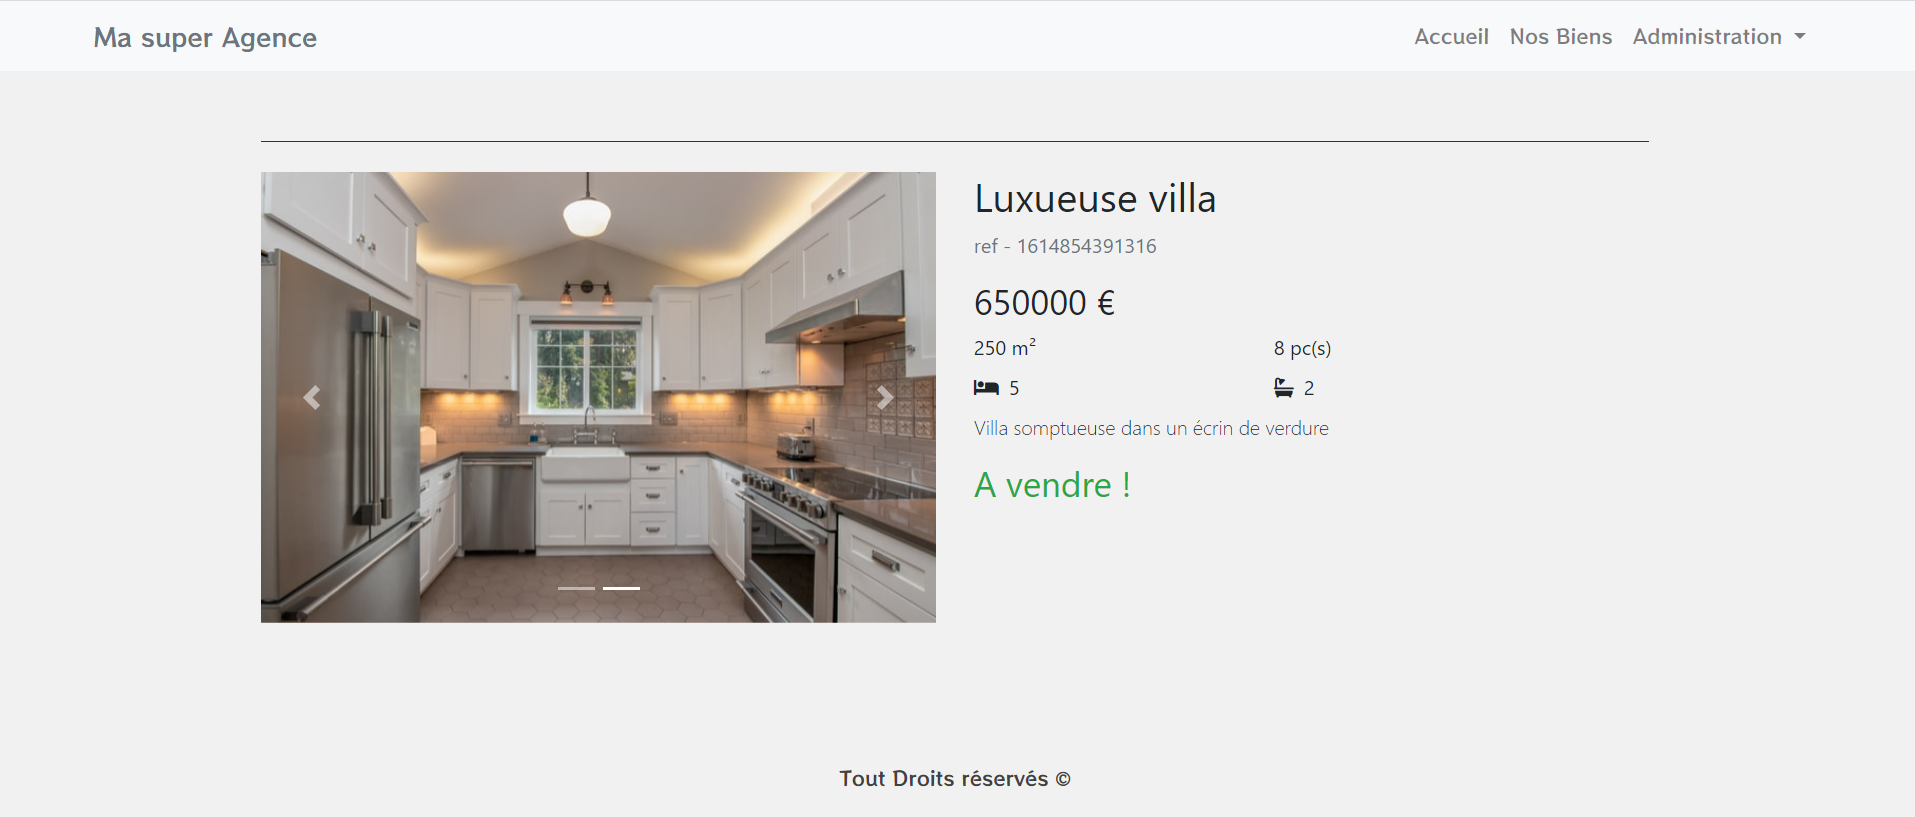 Ma super Agence
Accueil Nos Biens Administration
Luxueuse villa
ref - 1614854391316
650000 €
250 m² 8 pc(s)
5 2
Villa somptueuse dans un écrin de verdure
A vendre !
Tout Droits réservés ©